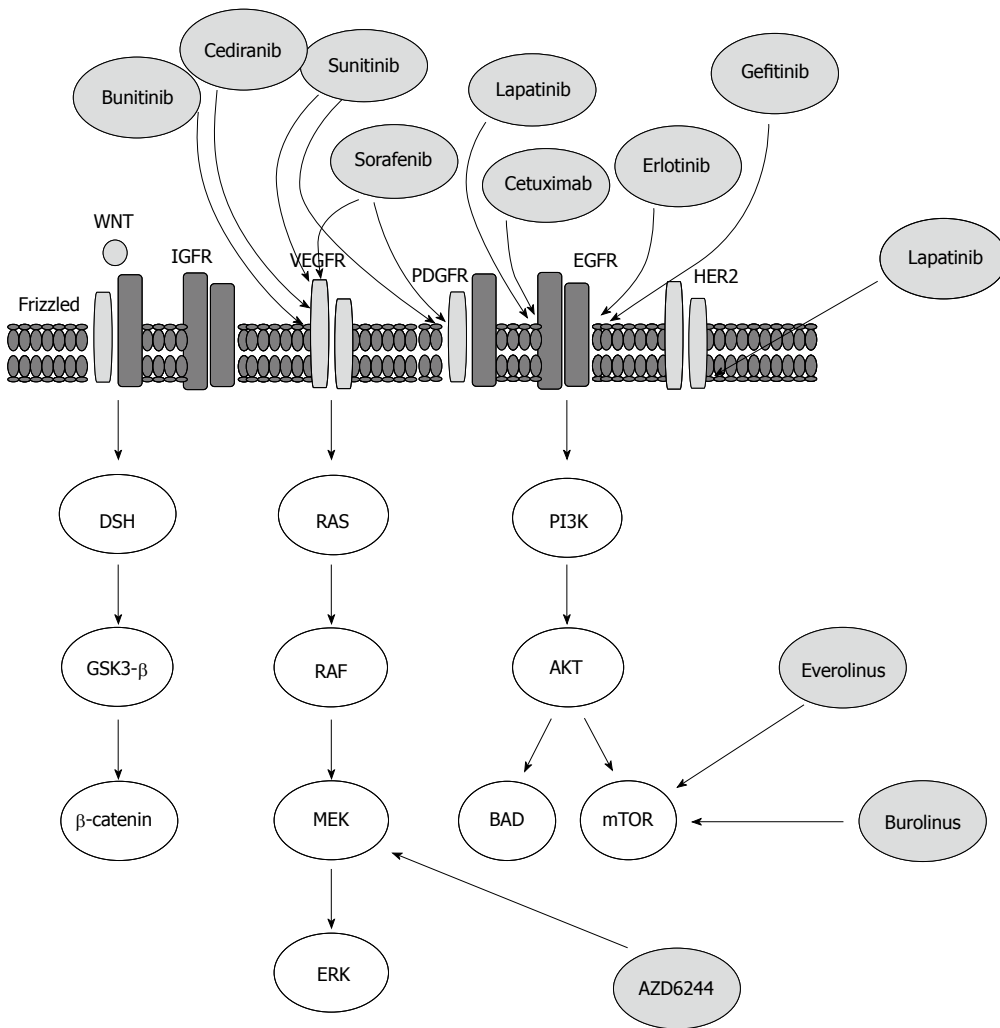 Cediranib
Sunitinib
Bunitinib
Lapatinib
Gefitinib
Sorafenib
Cetuximab
Erlotinib
Lapatinib
WNT
IGFR
VEGFR
PDGFR
EGFR
HER2
Frizzled
DSH
RAS
PI3K
GSK3-β
RAF
AKT
Everolinus
β-catenin
MEK
BAD
mTOR
Burolinus
ERK
AZD6244